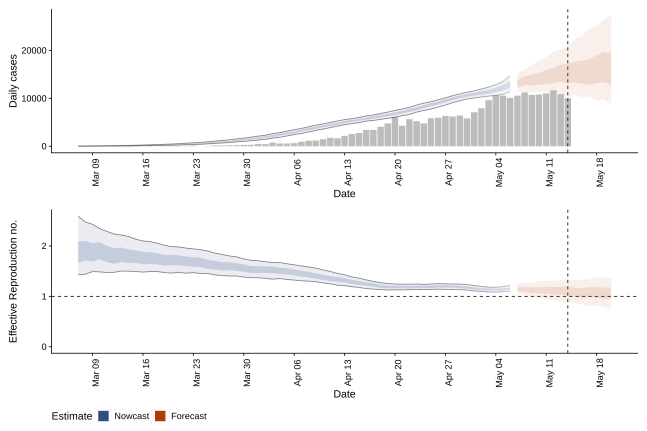 Daily cases
20000
10000
0
Mar 09
Mar 16
Mar 23
Mar 30
Apr 06
Apr 13
Apr 20
Apr 27
May 04
May 11
May 18
Date
Effective Reproduction no.
2
1
0
Mar 09
Mar 16
Mar 23
Mar 30
Apr 06
Apr 13
Apr 20
Apr 27
May 04
May 11
May 18
Date
Estimate Nowcast Forecast